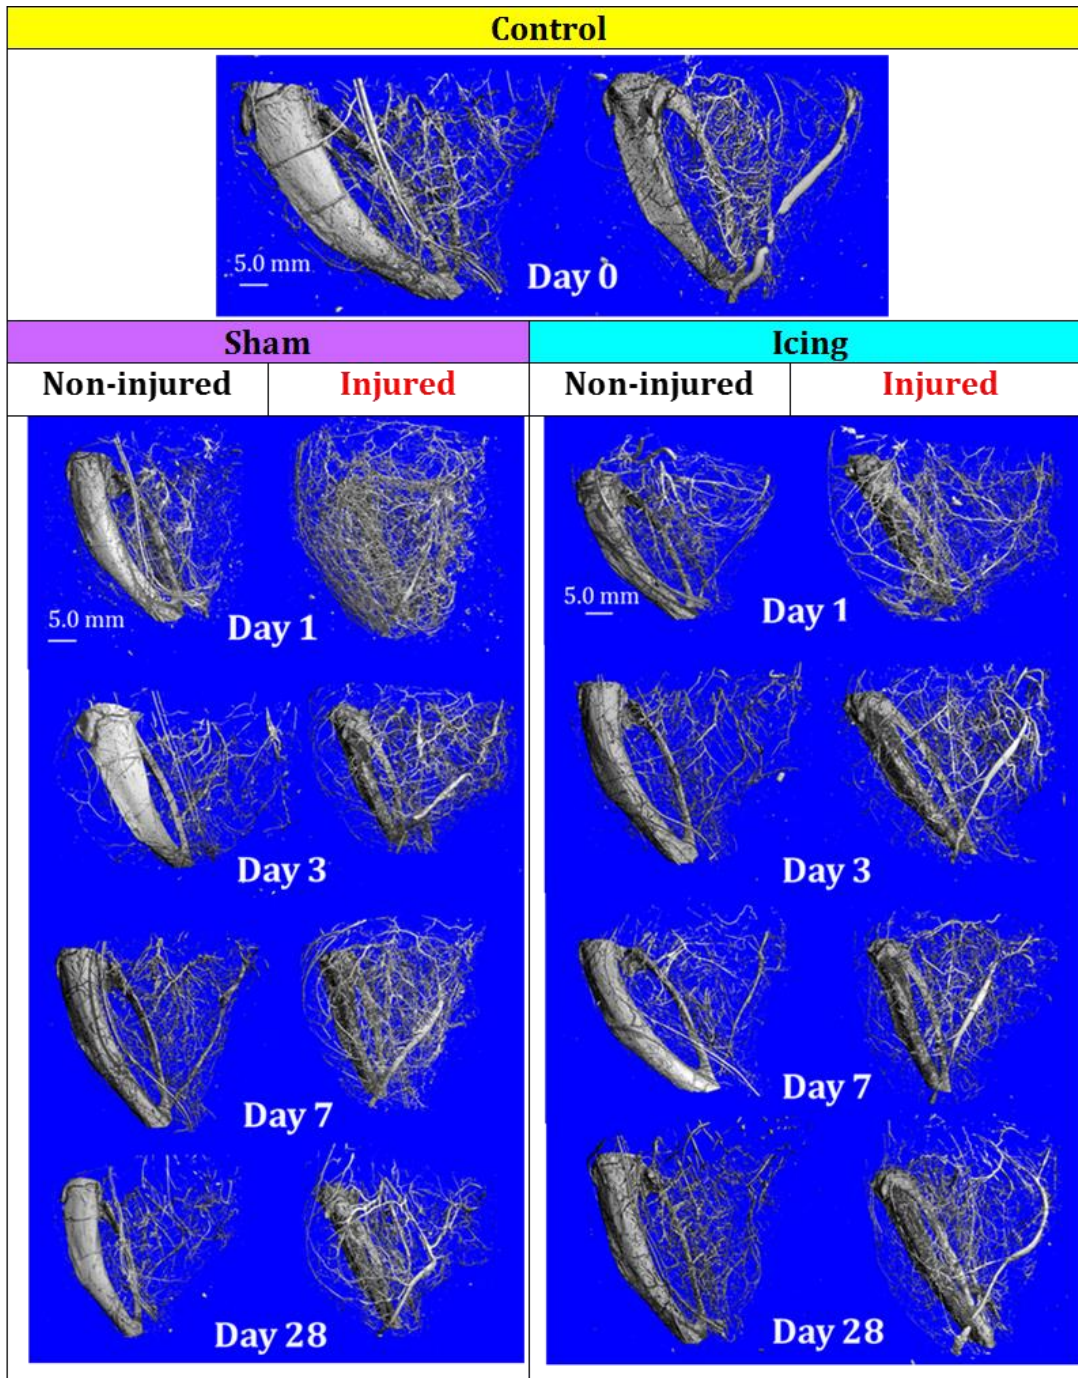 Control
5.0 mm
Day 0
Sham
Icing
Non-injured
Injured
Non-injured
Injured
5.0 mm
Day 1
5.0 mm
Day 1
Day 3
Day 3
Day 7
Day 7
Day 28
Day 28